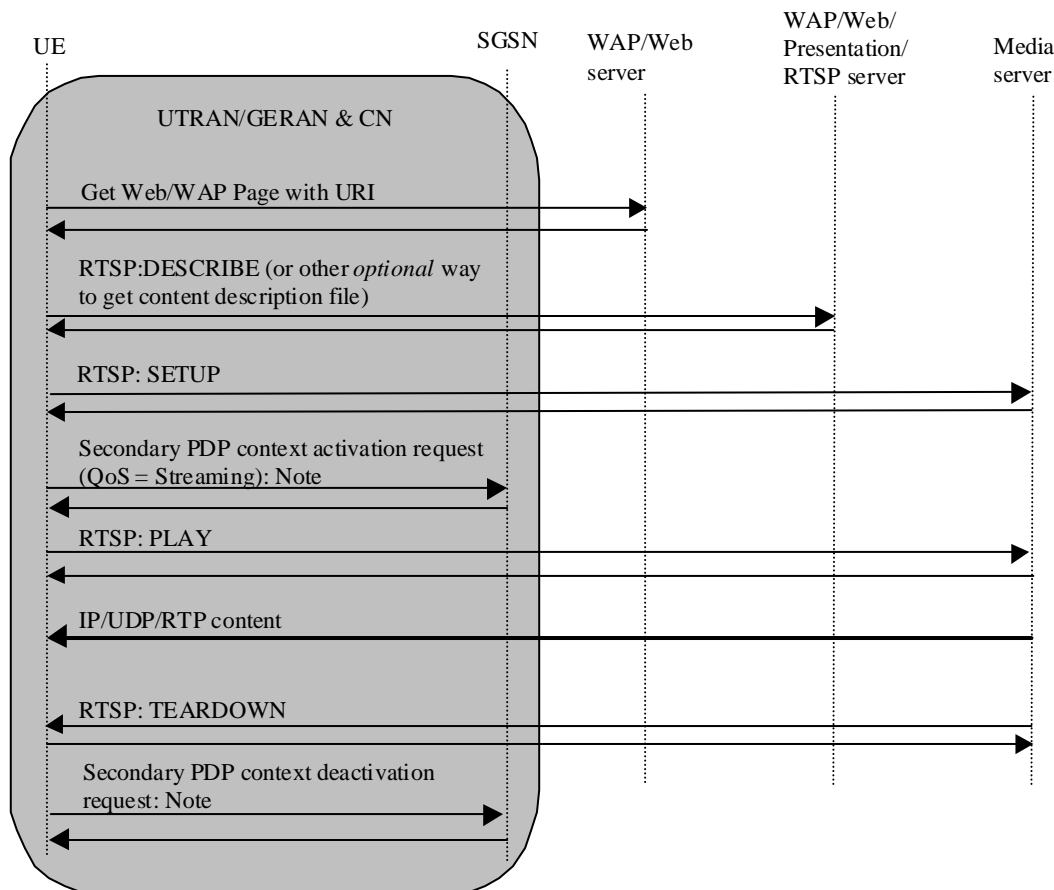 UE
SGSN
WAP/Web
server
WAP/Web/
Presentation/
RTSP server
Media
server
UTRAN/GERAN & CN
Get Web/WAP Page with URI
RTSP:DESCRIBE (or other optional way
to get content description file)
RTSP: SETUP
Secondary PDP context activation request
(QoS = Streaming): Note
RTSP: PLAY
IP/UDP/RTP content
RTSP: TEARDOWN
Secondary PDP context deactivation
request: Note